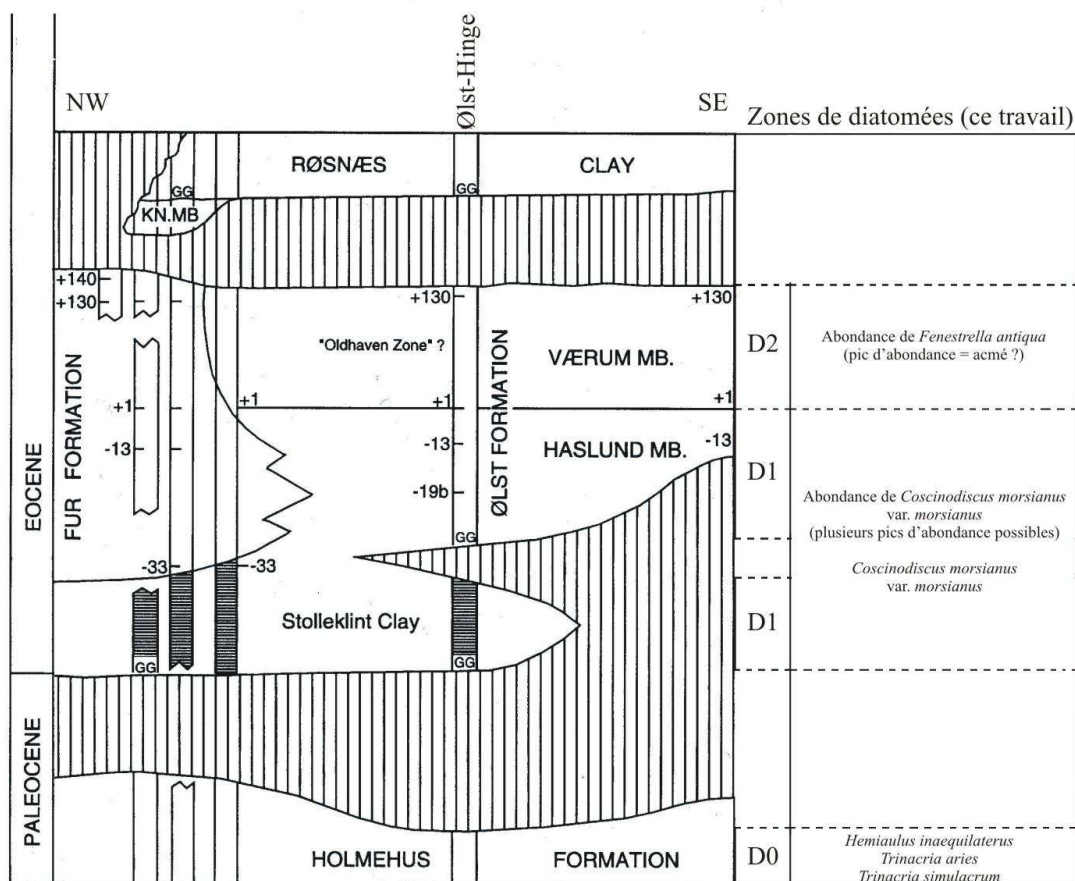 Ølst-Hinge
NW
SE
Zones de diatomées (ce travail)
RØSNÆS
CLAY
GG
GG
KN.MB
+140
+130
+130
+130
"Oldhaven Zone" ?
VÆRUM MB.
D2
Abondance de Fenestrella antiqua
(pic d'abondance = acmé ?)
+1
+1
+1
+1
EOCENE
FUR FORMATION
ØLST FORMATION
-13
-13
-13
HASLUND MB.
D1
-19b
Abondance de Coscinodiscus morsianus
var. morsianus
(plusieurs pics d'abondance possibles)
GG
-33
-33
Coscinodiscus morsianus
var. morsianus
Stolleklint Clay
D1
GG
GG
PALEOCENE
HOLMEHUS
FORMATION
D0
Hemiaulus inaequilaterus
Trinacria aries
Trinacria simulacrum